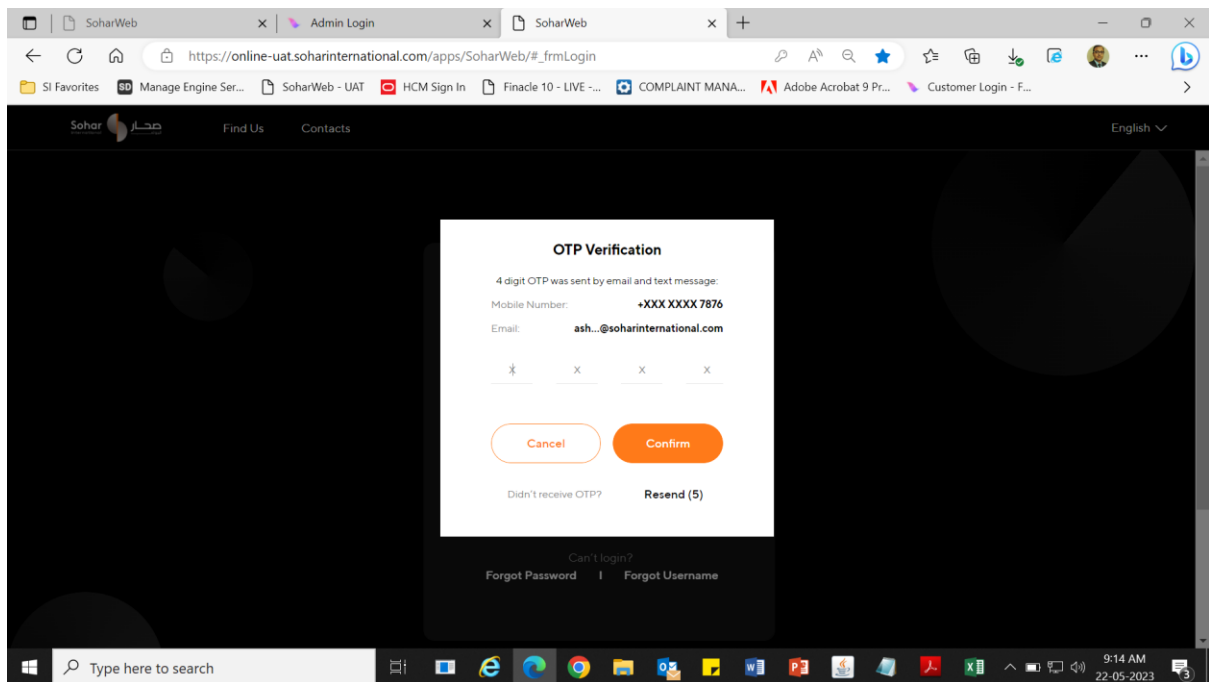 SoharWeb
Admin Login
SoharWeb
https://online-uat.soharinternational.com/apps/SoharWeb/#_frmLogin
SI Favorites
SD Manage Engine Ser...
SoharWeb - UAT
HCM Sign In
Finacle 10 - LIVE -...
COMPLAINT MANA...
Adobe Acrobat 9 Pr...
Customer Login - F...
Sohar صحار
Find Us
Contacts
English
OTP Verification
4 digit OTP was sent by email and text message:
Mobile Number: +XXX XXXX 7876
Email: ash...@soharinternational.com
X X X X
Cancel
Confirm
Didn't receive OTP? Resend (5)
Can't login?
Forgot Password | Forgot Username
Type here to search
9:14 AM
22-05-2023
3